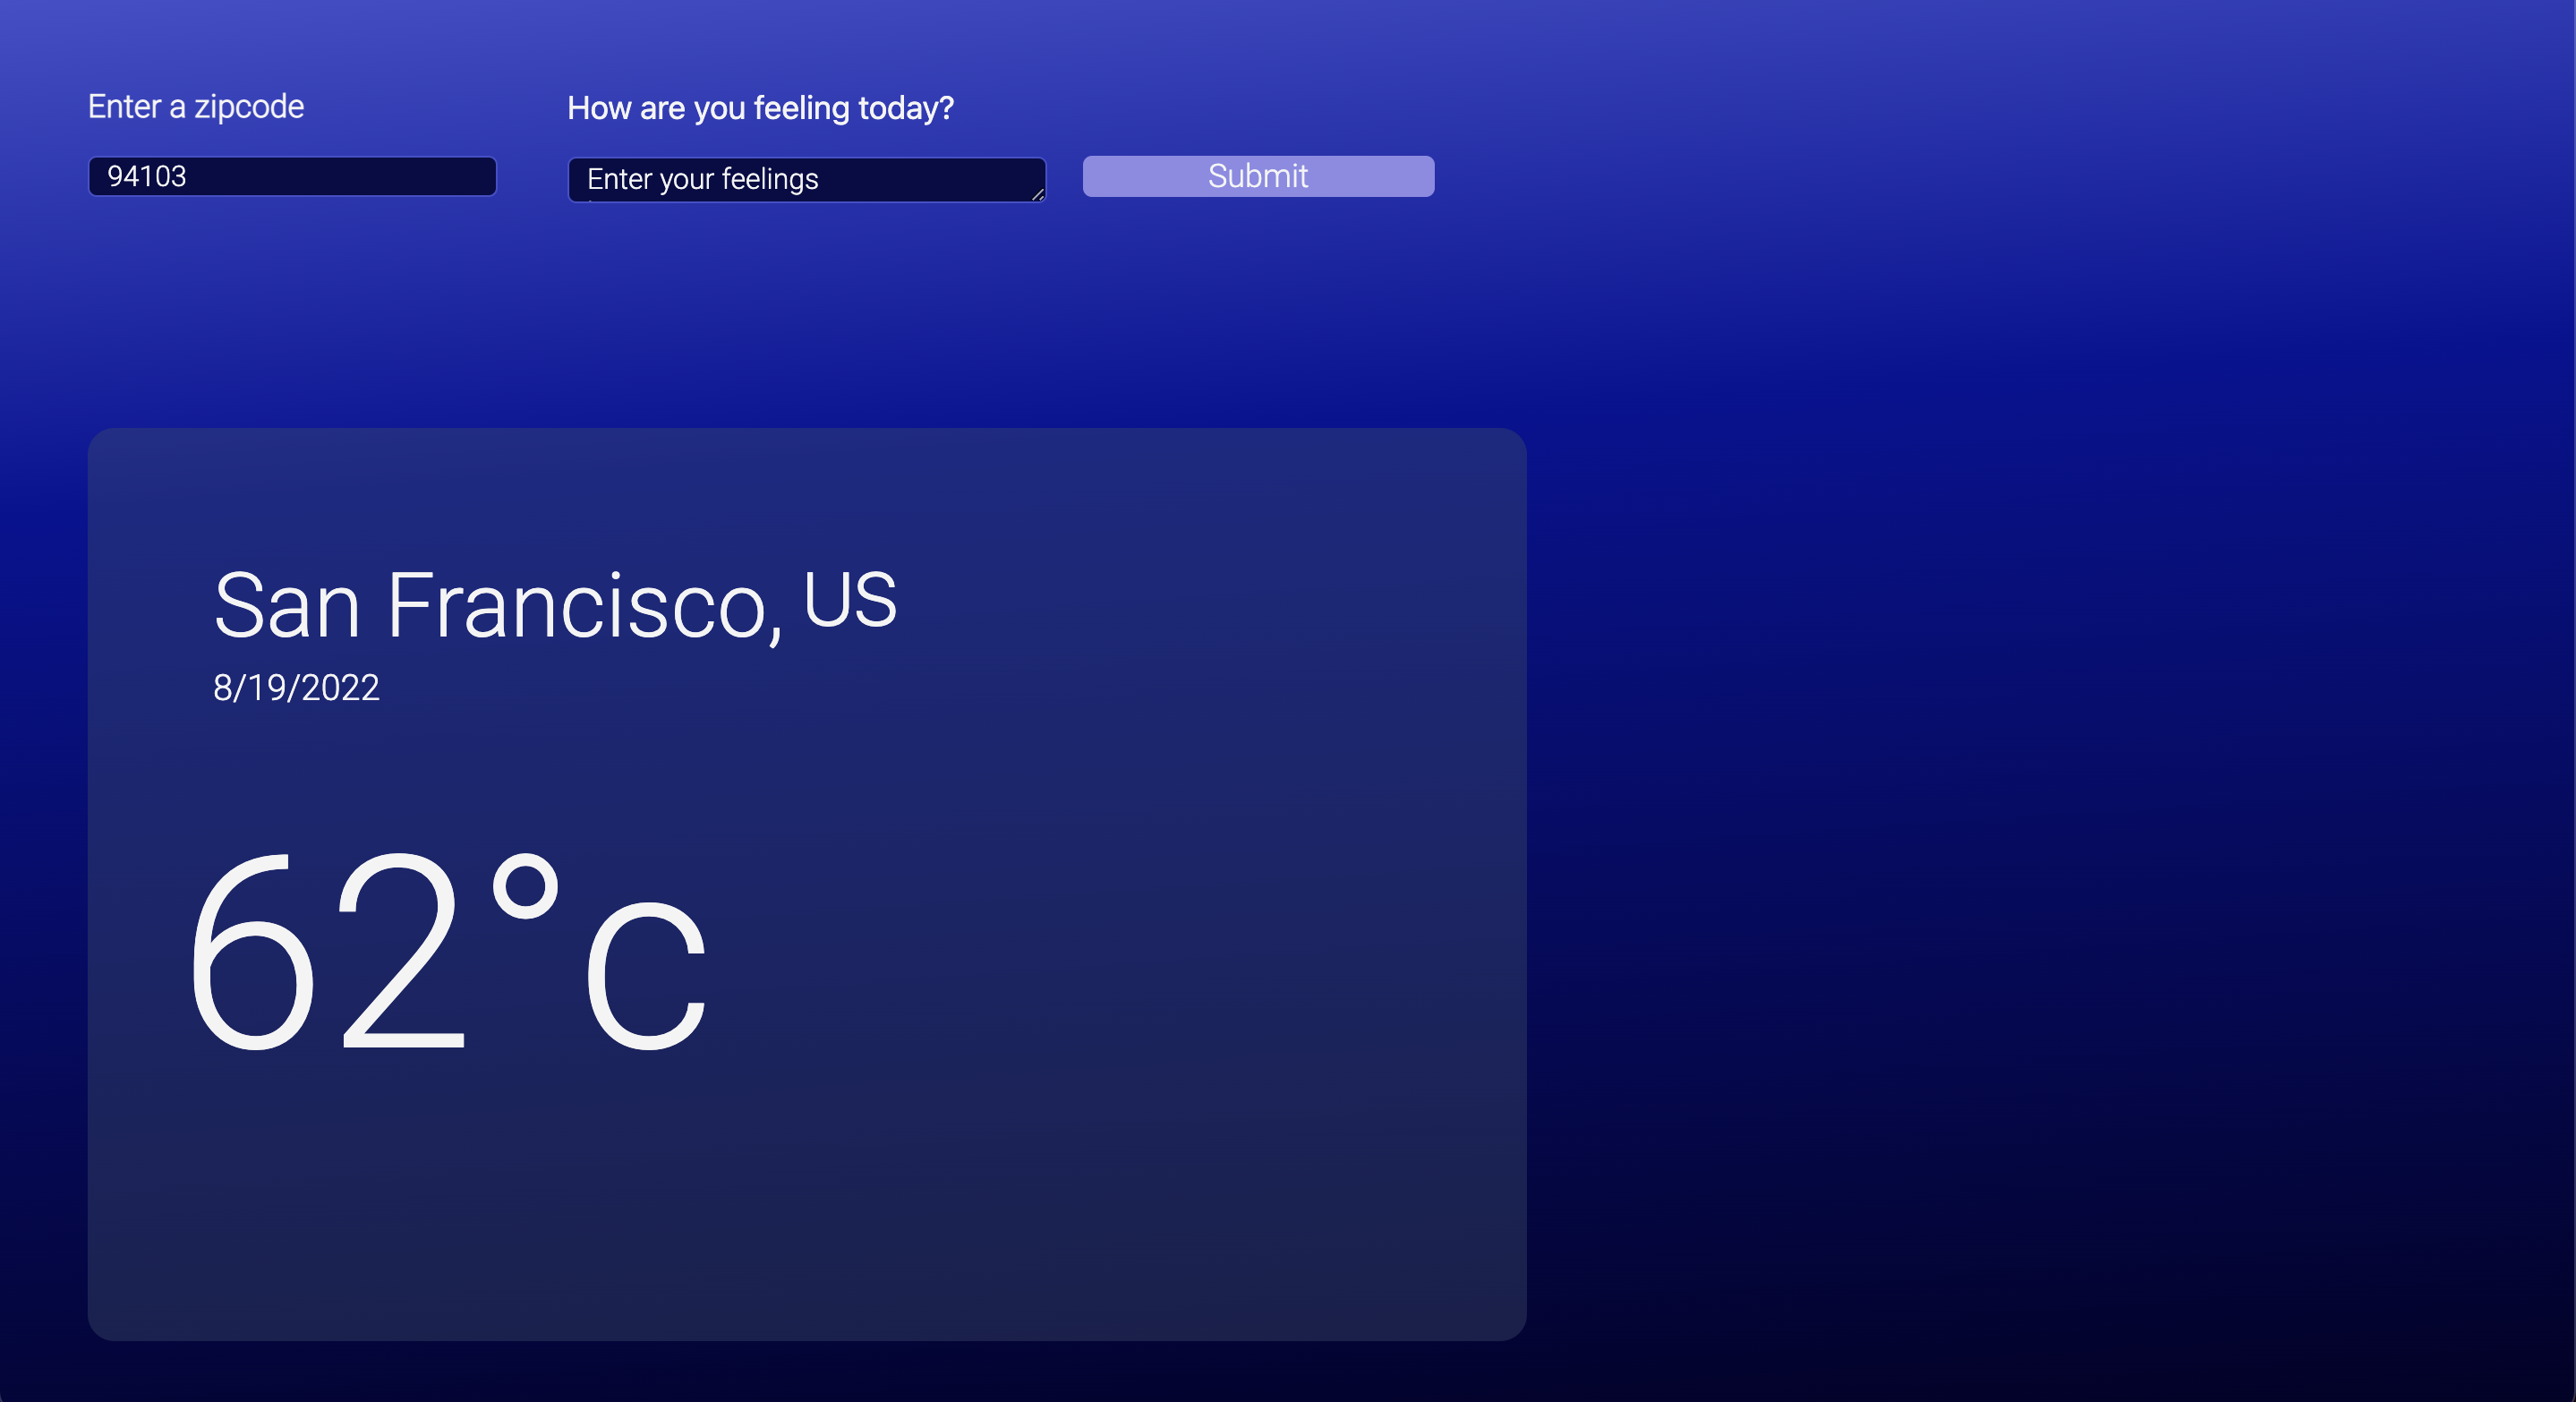 Enter a zipcode
How are you feeling today?
94103
Enter your feelings
Submit
San Francisco, US
8/19/2022
62°c